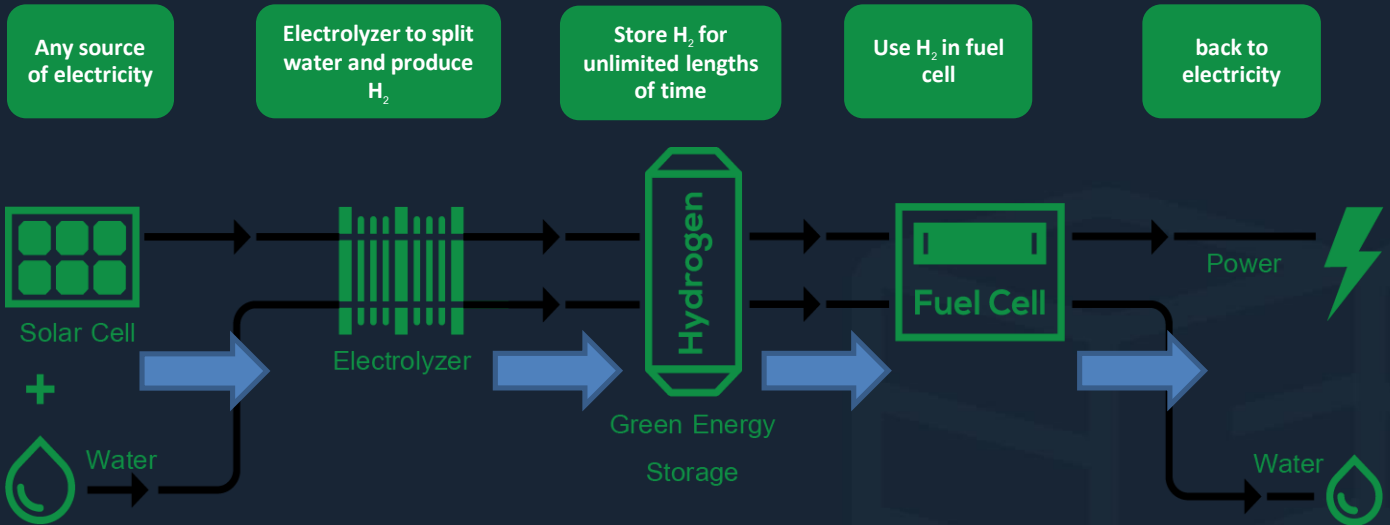 Any source
of electricity
Electrolyzer to split
water and produce
H₂
Store H₂ for
unlimited lengths
of time
Use H₂ in fuel
cell
back to
electricity
Solar Cell
+
Water
Electrolyzer
Hydrogen
Green Energy
Storage
Fuel Cell
Power
Water